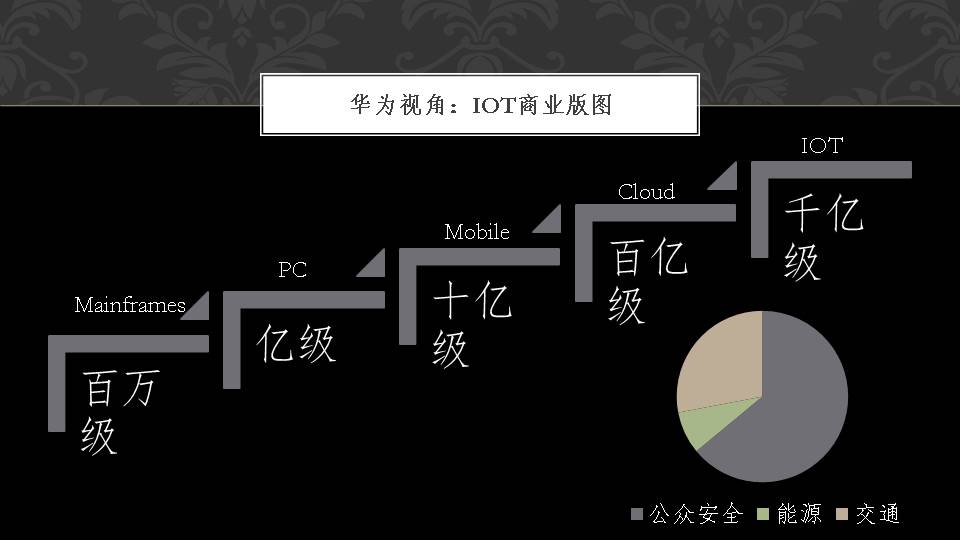 华为视角：IOT商业版图
Mainframes
百万
级
PC
亿级
Mobile
十亿
级
Cloud
百亿
级
IOT
千亿
级
公众安全 能源 交通